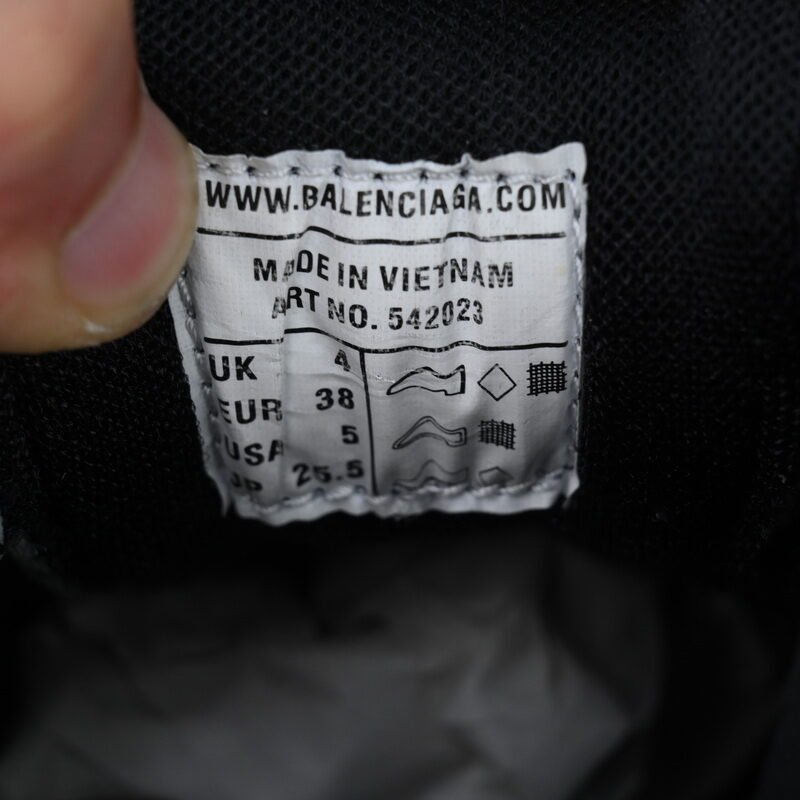 WWW.BALENCIAGA.COM
MADE IN VIETNAM
ART NO. 542023
UK 4
EUR 38
USA 5
JP 25.5